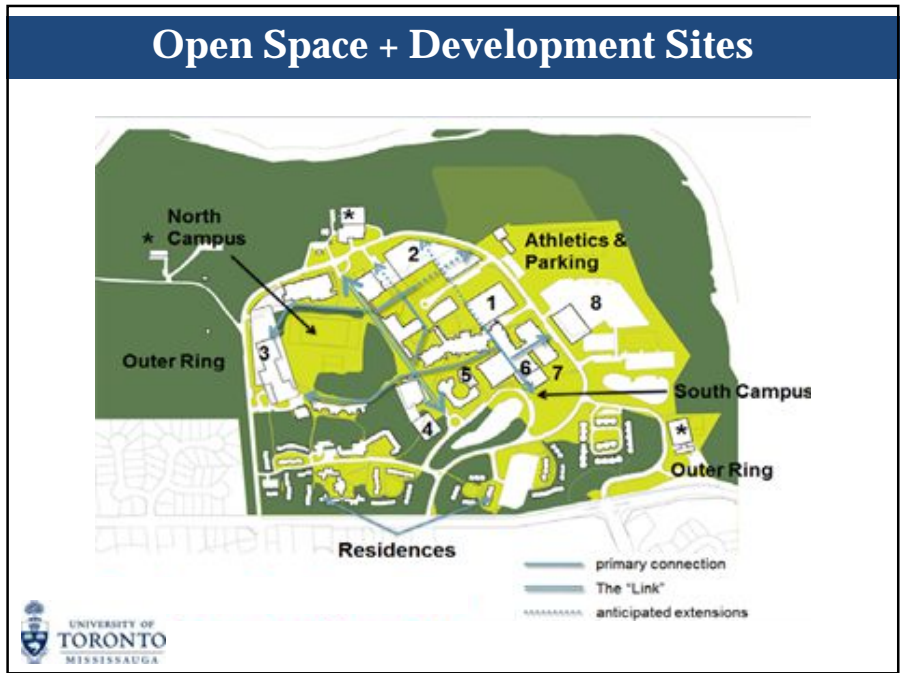 Open Space + Development Sites
North
* Campus
*
2
Athletics &
Parking
1
8
3
Outer Ring
5
6
7
4
South Campus
*
Outer Ring
Residences
primary connection
The "Link"
anticipated extensions
UNIVERSITY OF
TORONTO
MISSISSAUGA